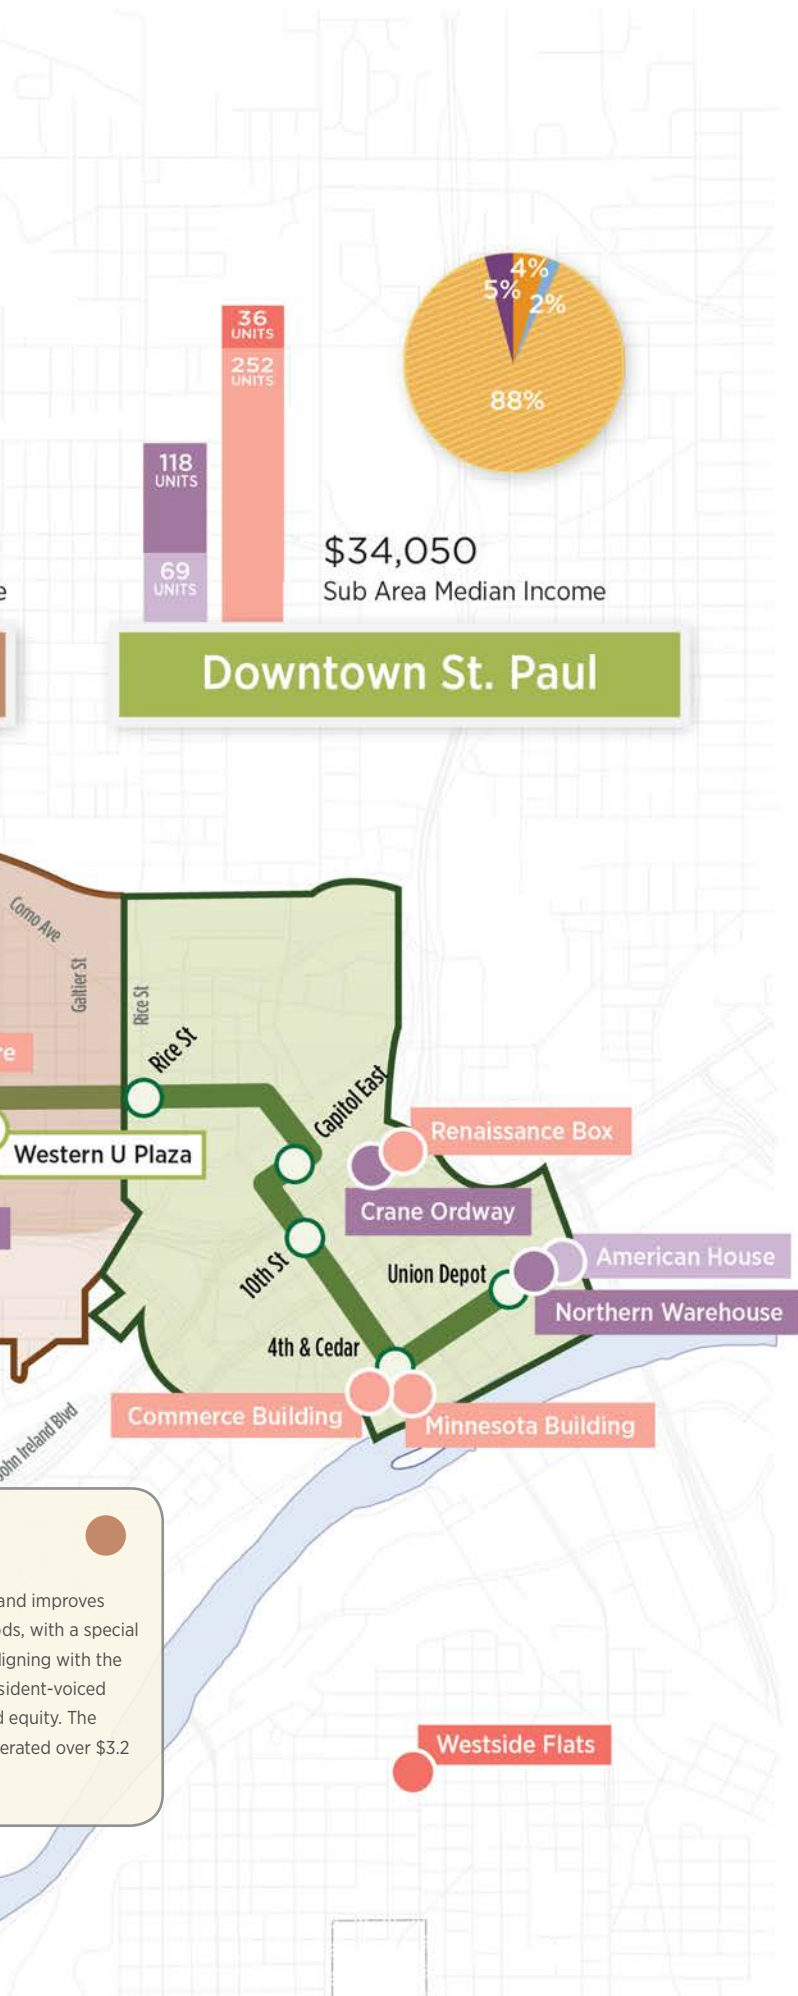 4%
5%
2%
88%
36
UNITS
252
UNITS
118
UNITS
69
UNITS
$34,050
Sub Area Median Income
e
Downtown St. Paul
Como Ave
Galtier St
Rice St
Rice St
Capitol East
re
Western U Plaza
Renaissance Box
Crane Ordway
10th St
Union Depot
American House
Northern Warehouse
4th & Cedar
Commerce Building
Minnesota Building
ohn Ireland Blvd
and improves
ds, with a special
ligning with the
sident-voiced
d equity. The
erated over $3.2
Westside Flats